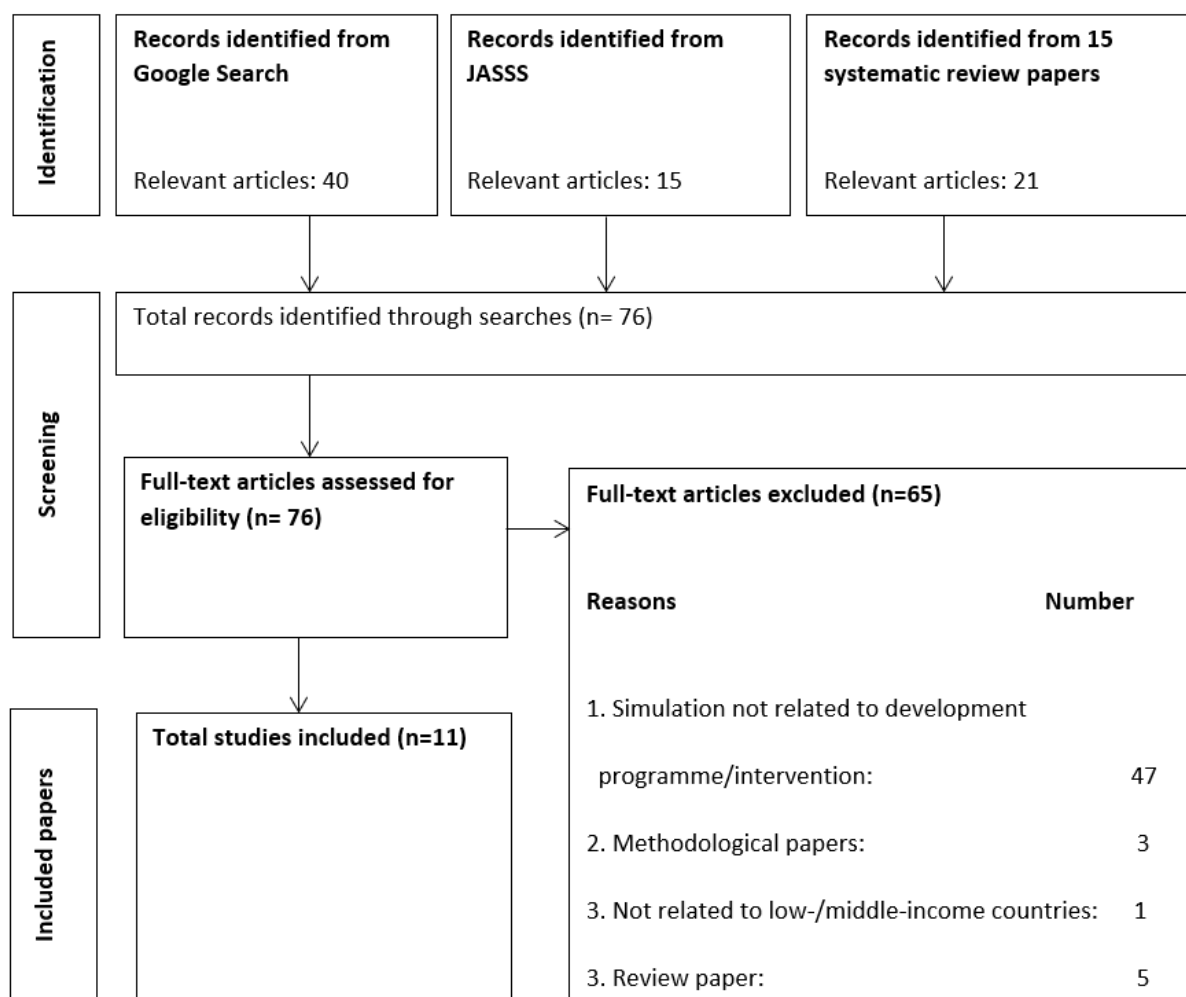 Identification
Records identified from
Google Search
Relevant articles: 40
Records identified from
JASSS
Relevant articles: 15
Records identified from 15
systematic review papers
Relevant articles: 21
Screening
Total records identified through searches (n= 76)
Full-text articles assessed for
eligibility (n= 76)
Full-text articles excluded (n=65)
Reasons Number
1. Simulation not related to development
programme/intervention: 47
2. Methodological papers: 3
3. Not related to low-/middle-income countries: 1
3. Review paper: 5
Included papers
Total studies included (n=11)